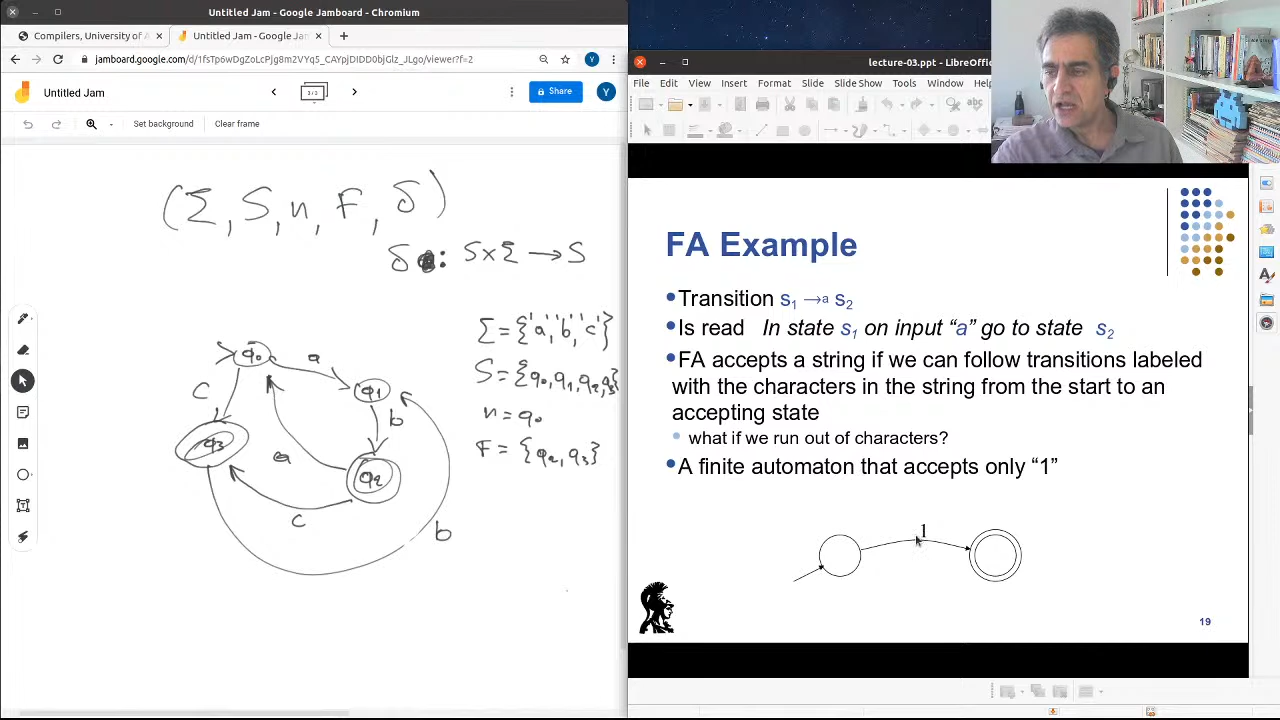 Untitled Jam - Google Jamboard - Chromium
Compilers, University of A
Untitled Jam - Google Jam
jamboard.google.com/d/1fsTp6wDgZoLcPJg8m2VYq5_CAYpjDIDD0bjGlz_JLgo/viewer?f=2
Y
Untitled Jam
3 / 3
Share
Y
Set background
Clear frame
(Σ, S, n, F, δ)
δ : S×Σ → S
Σ = {'a', 'b', 'c'}
S = {q0, q1, q2, q3}
n = q0
F = {q2, q3}
q0
a
q1
c
b
q3
a
q2
c
b
lecture-03.ppt - LibreOffi
File Edit View Insert Format Slide Slide Show Tools Window
FA Example
•Transition s1 →a s2
•Is read In state s1 on input “a” go to state s2
•FA accepts a string if we can follow transitions labeled
with the characters in the string from the start to an
accepting state
what if we run out of characters?
•A finite automaton that accepts only “1”
1
19